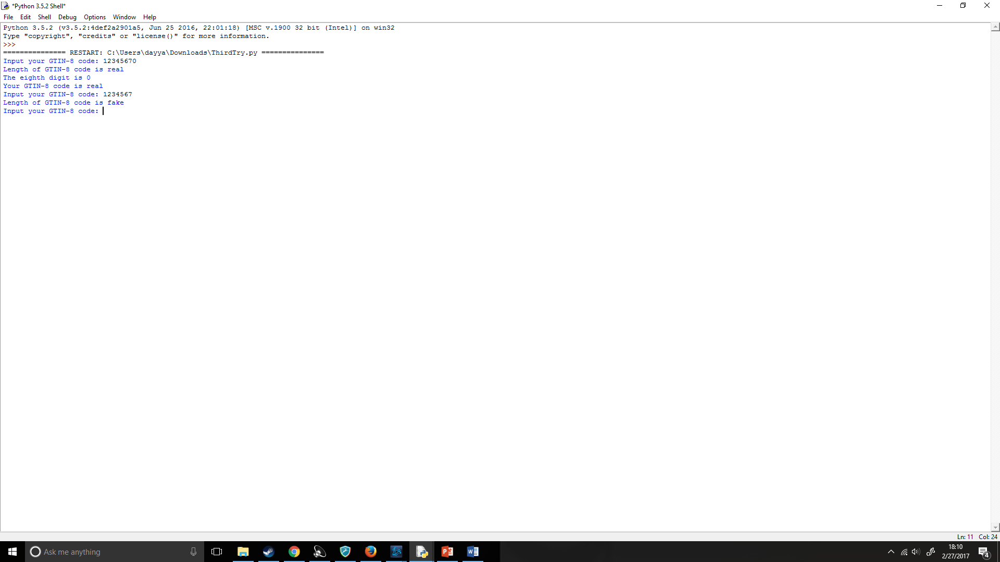 *Python 3.5.2 Shell*
File Edit Shell Debug Options Window Help
Python 3.5.2 (v3.5.2:4def2a2901a5, Jun 25 2016, 22:01:18) [MSC v.1900 32 bit (Intel)] on win32
Type "copyright", "credits" or "license()" for more information.
>>>
=============== RESTART: C:\Users\dayya\Downloads\ThirdTry.py ===============
Input your GTIN-8 code: 12345670
Length of GTIN-8 code is real
The eighth digit is 0
Your GTIN-8 code is real
Input your GTIN-8 code: 1234567
Length of GTIN-8 code is fake
Input your GTIN-8 code:
Ln: 11 Col: 24
Ask me anything
18:10
2/27/2017
4